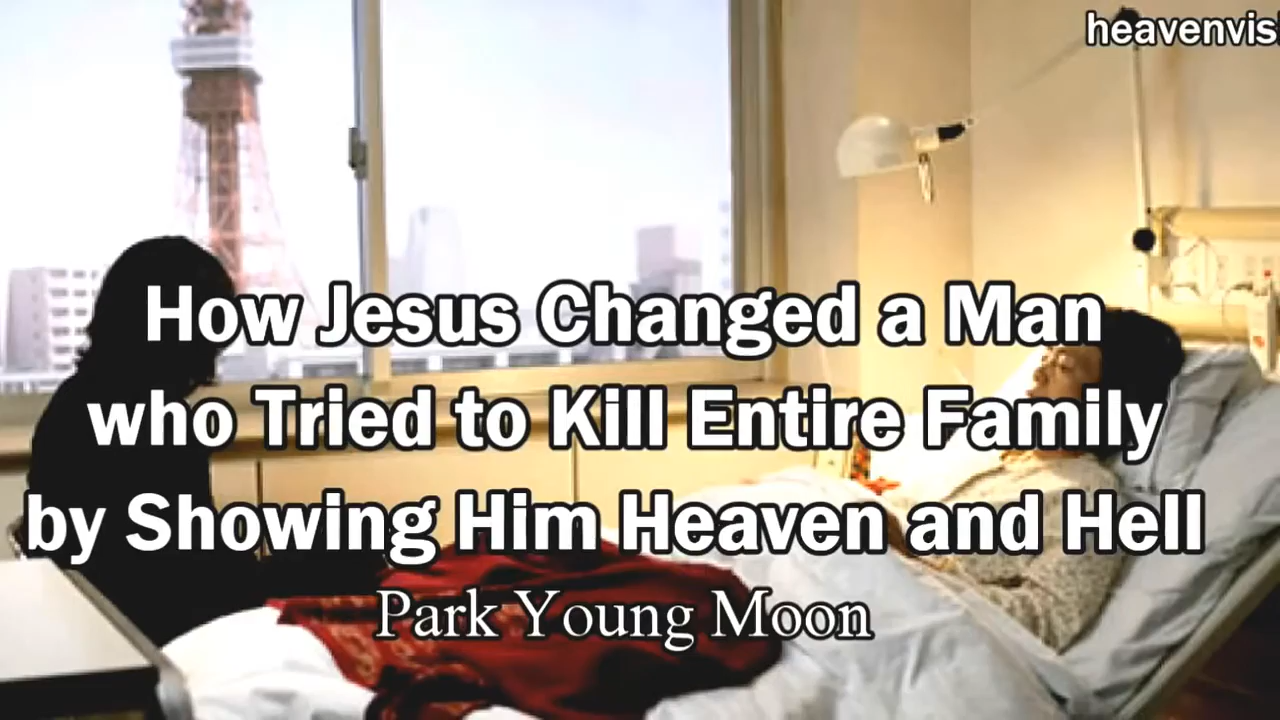 heavenvis
How Jesus Changed a Man
who Tried to Kill Entire Family
by Showing Him Heaven and Hell
Park Young Moon